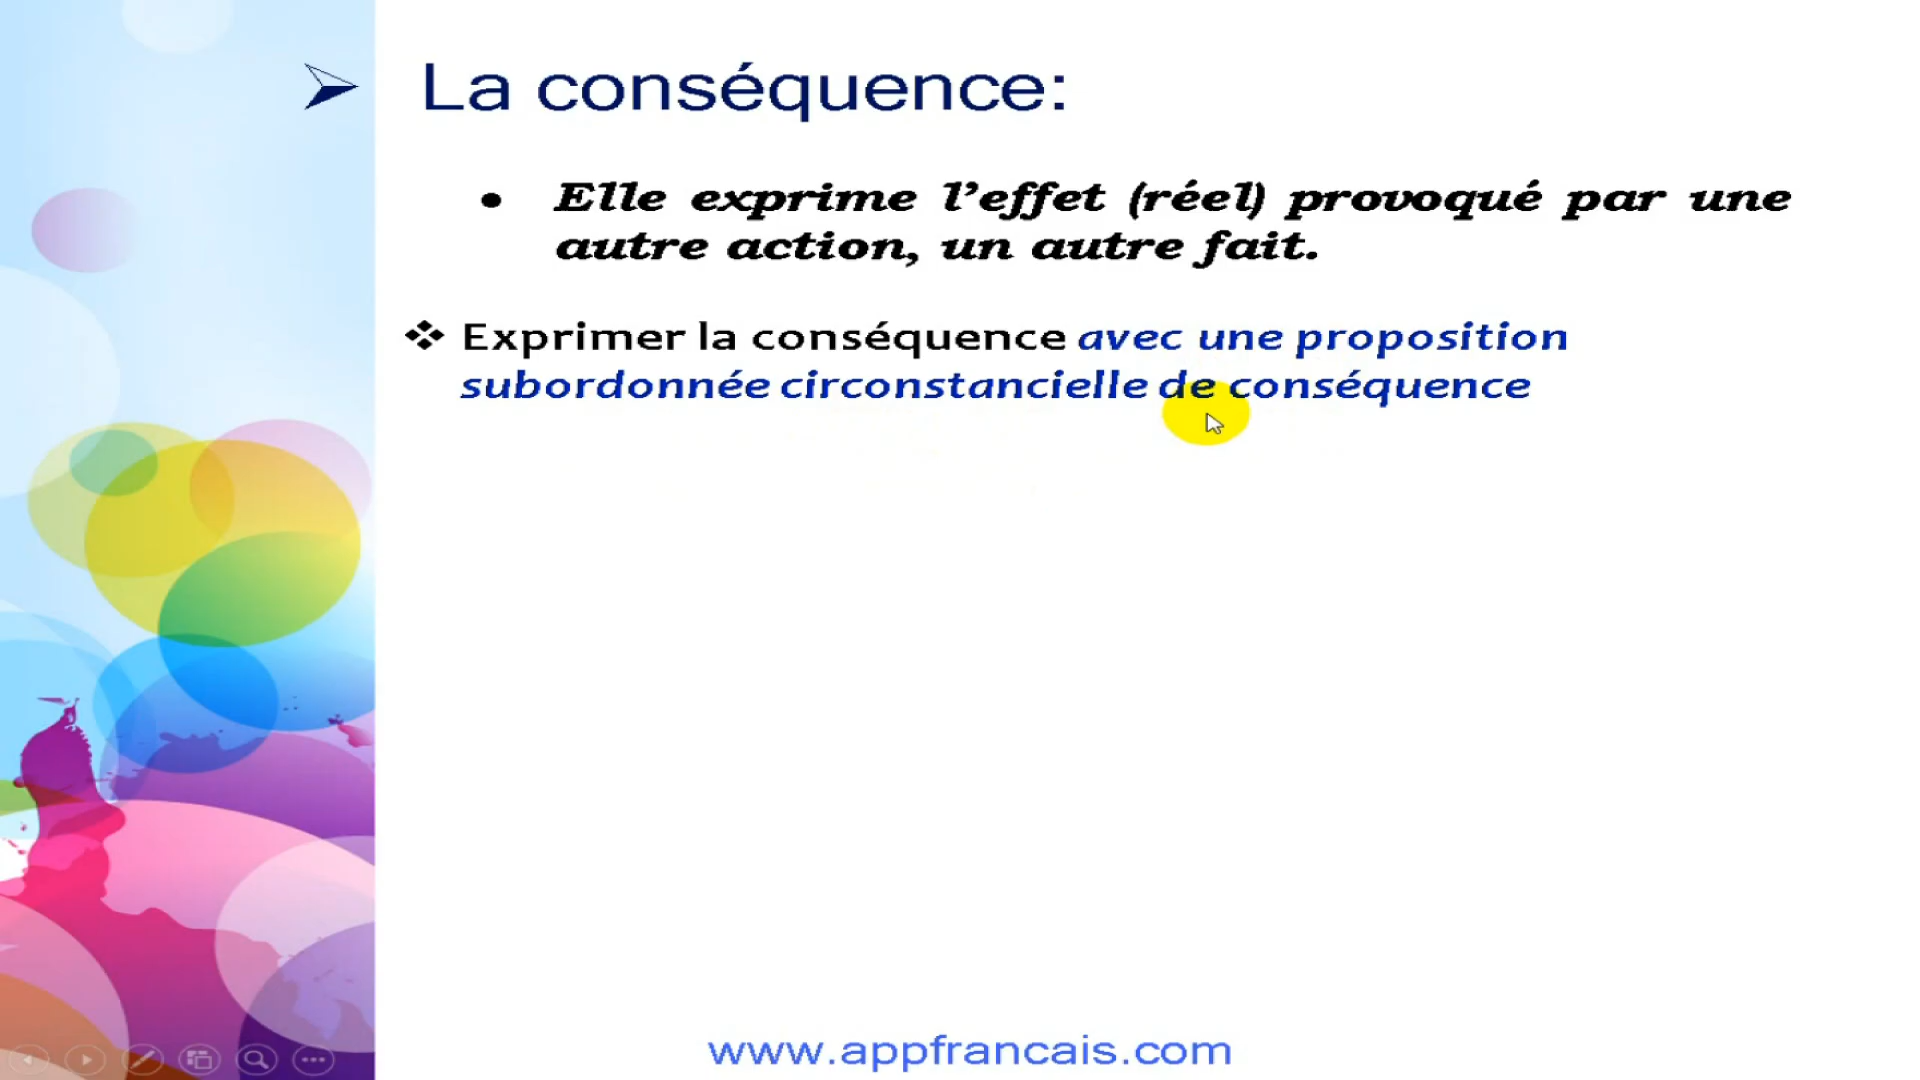 La conséquence:
Elle exprime l’effet (réel) provoqué par une
autre action, un autre fait.
Exprimer la conséquence avec une proposition
subordonnée circonstancielle de conséquence
www.appfrancais.com